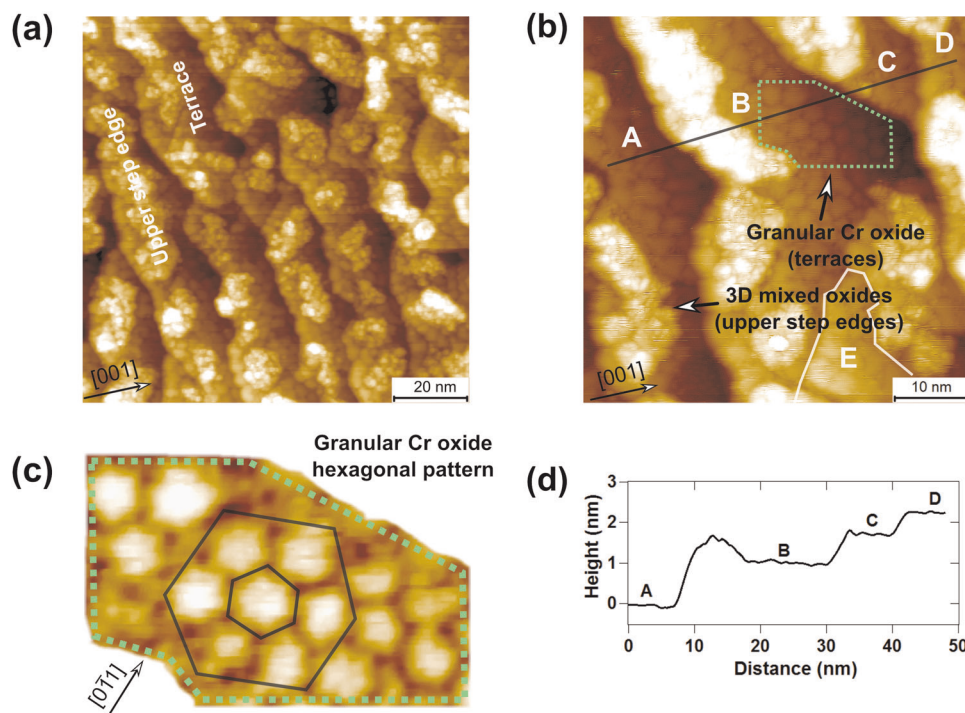 (a)
Upper step edge
Terrace
[001]
20 nm
(b)
A
B
C
D
Granular Cr oxide
(terraces)
3D mixed oxides
(upper step edges)
E
[001]
10 nm
(c)
Granular Cr oxide
hexagonal pattern
[01̄1]
(d)
Height (nm)
3
2
1
0
A
B
C
D
0 10 20 30 40 50
Distance (nm)